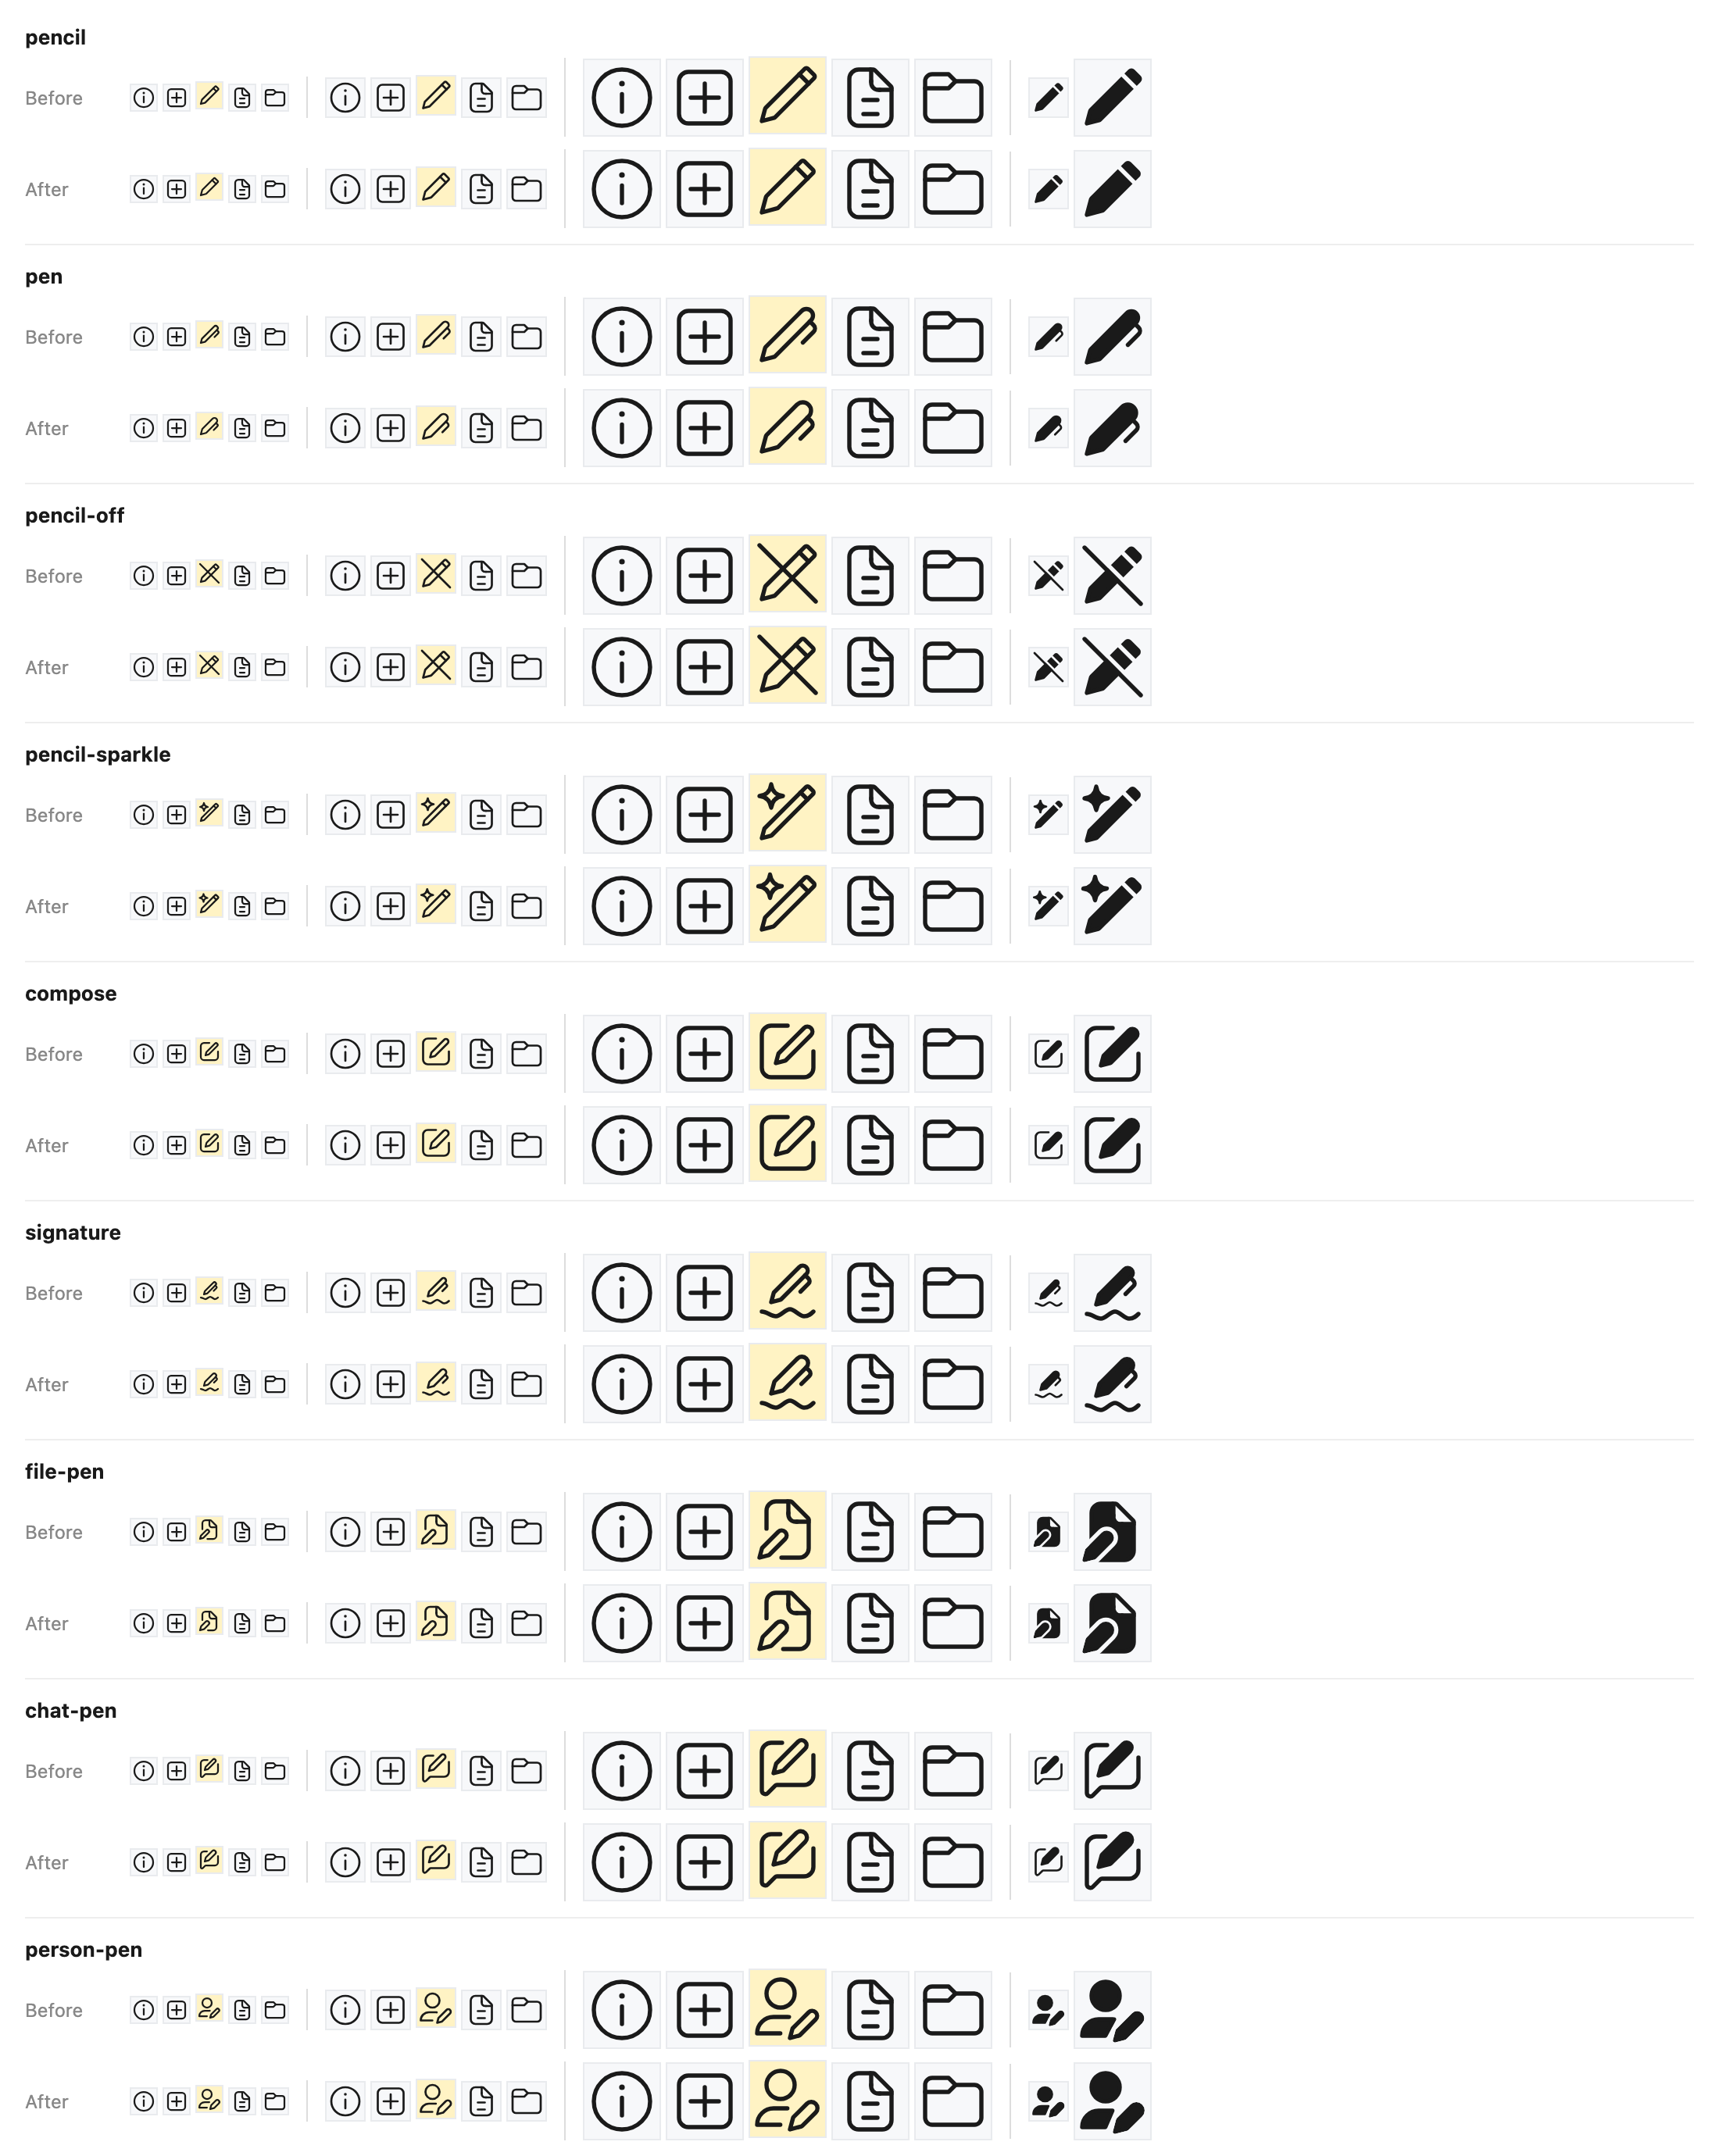 pencil
Before
After
pen
Before
After
pencil-off
Before
After
pencil-sparkle
Before
After
compose
Before
After
signature
Before
After
file-pen
Before
After
chat-pen
Before
After
person-pen
Before
After